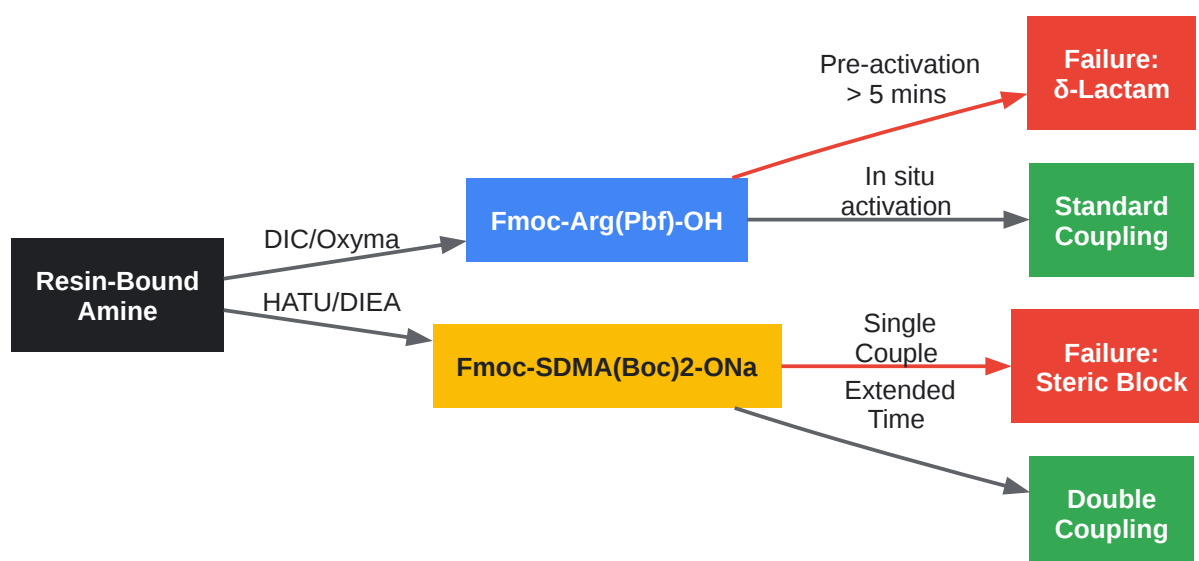 Resin-Bound
Amine
DIC/Oxyma
HATU/DIEA
Fmoc-Arg(Pbf)-OH
Fmoc-SDMA(Boc)2-ONa
Pre-activation
> 5 mins
In situ
activation
Single
Couple
Extended
Time
Failure:
δ-Lactam
Standard
Coupling
Failure:
Steric Block
Double
Coupling